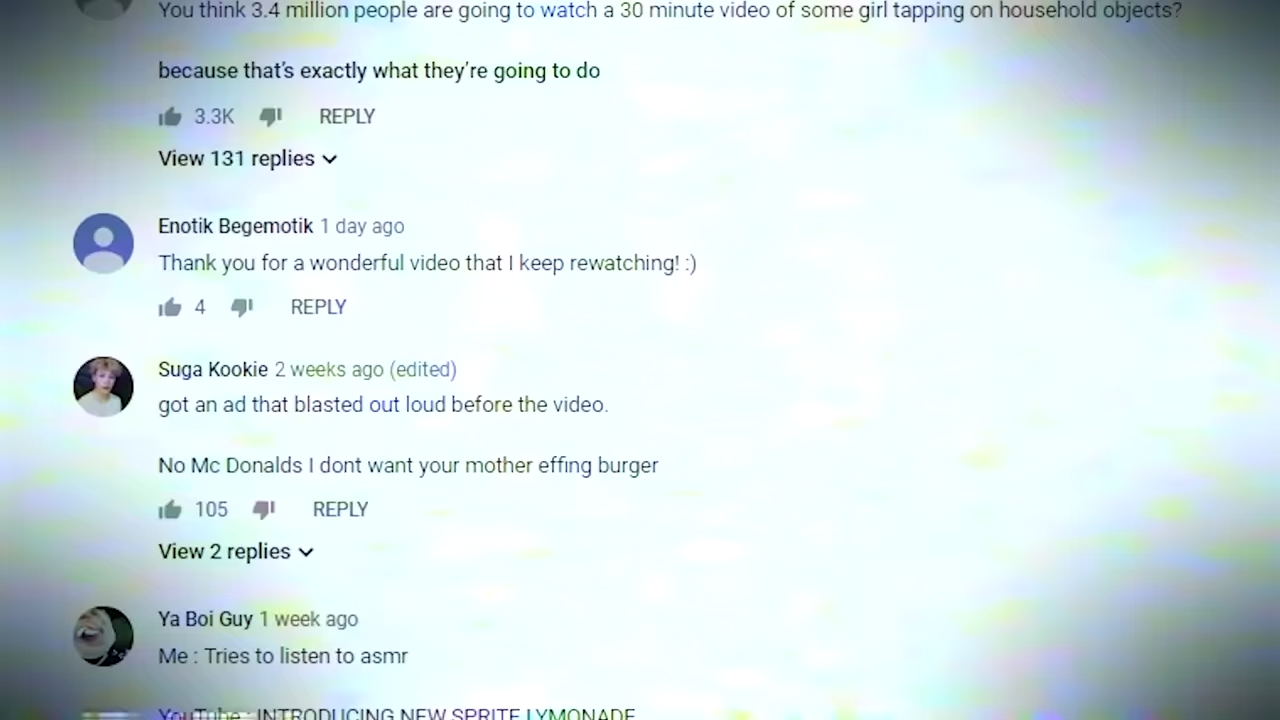 You think 3.4 million people are going to watch a 30 minute video of some girl tapping on household objects?
because that's exactly what they're going to do
3.3K REPLY
View 131 replies
Enotik Begemotik 1 day ago
Thank you for a wonderful video that I keep rewatching! :)
4 REPLY
Suga Kookie 2 weeks ago (edited)
got an ad that blasted out loud before the video.
No Mc Donalds I dont want your mother effing burger
105 REPLY
View 2 replies
Ya Boi Guy 1 week ago
Me : Tries to listen to asmr
YouTube : INTRODUCING NEW SPRITE LYMONADE